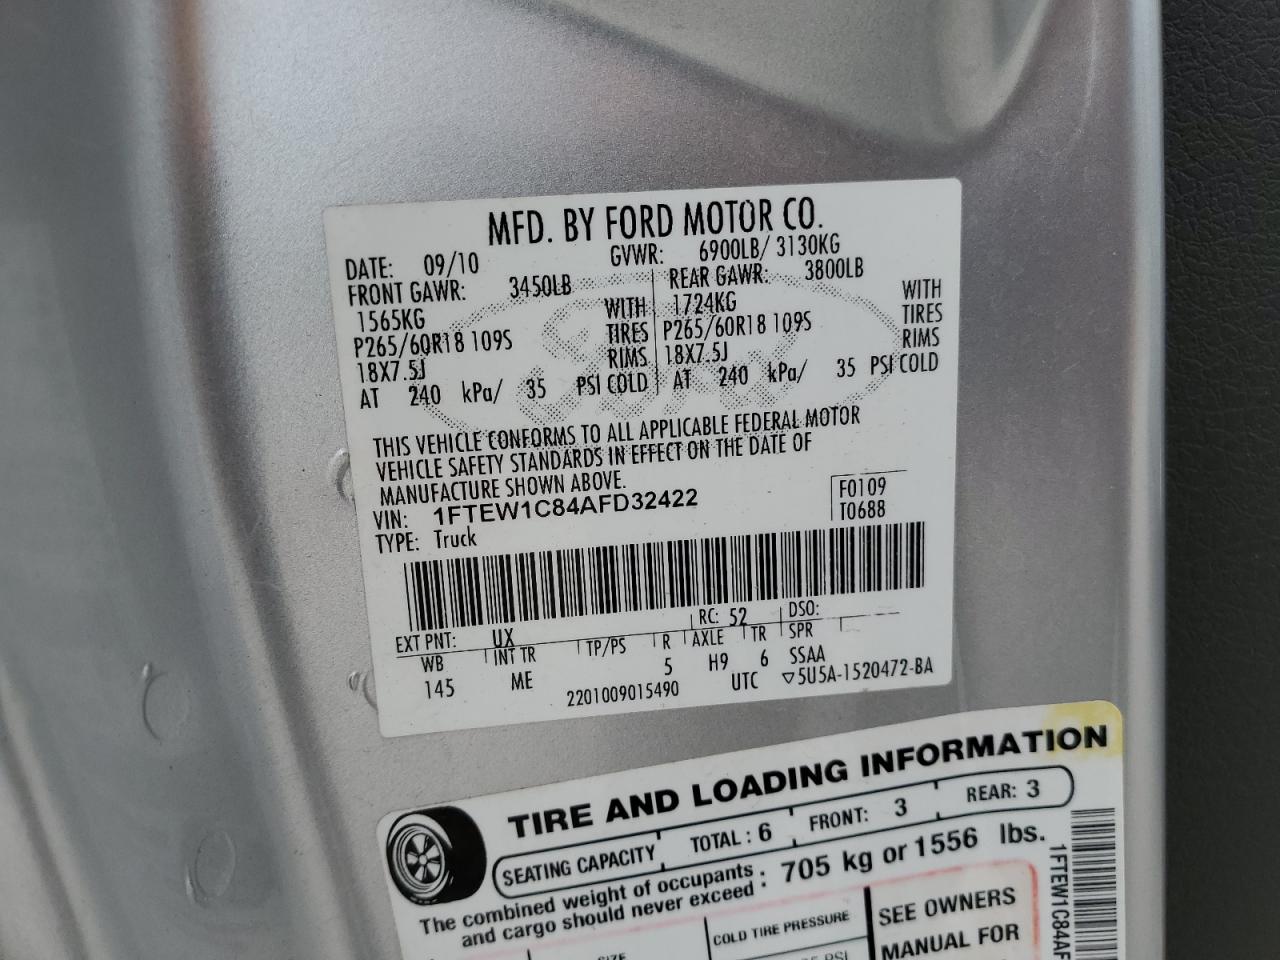 MFD. BY FORD MOTOR CO.
DATE: 09/10 GVWR: 6900LB/ 3130KG
FRONT GAWR: 3450LB REAR GAWR: 3800LB
1565KG WITH 1724KG WITH
P265/60R18 109S TIRES P265/60R18 109S TIRES
18X7.5J RIMS 18X7.5J RIMS
AT 240 kPa/ 35 PSI COLD AT 240 kPa/ 35 PSI COLD
THIS VEHICLE CONFORMS TO ALL APPLICABLE FEDERAL MOTOR
VEHICLE SAFETY STANDARDS IN EFFECT ON THE DATE OF
MANUFACTURE SHOWN ABOVE.
VIN: 1FTEW1C84AFD32422 F0109
TYPE: Truck T0688
EXT PNT: UX RC: 52 DSO:
WB INT TR TP/PS R AXLE TR SPR
145 ME 5 H9 6 SSAA
2201009015490 UTC ▽5U5A-1520472-BA
TIRE AND LOADING INFORMATION
SEATING CAPACITY TOTAL : 6 FRONT: 3 REAR: 3
The combined weight of occupants
and cargo should never exceed : 705 kg or 1556 lbs.
COLD TIRE PRESSURE
SEE OWNERS
MANUAL FOR
1FTEW1C84AF